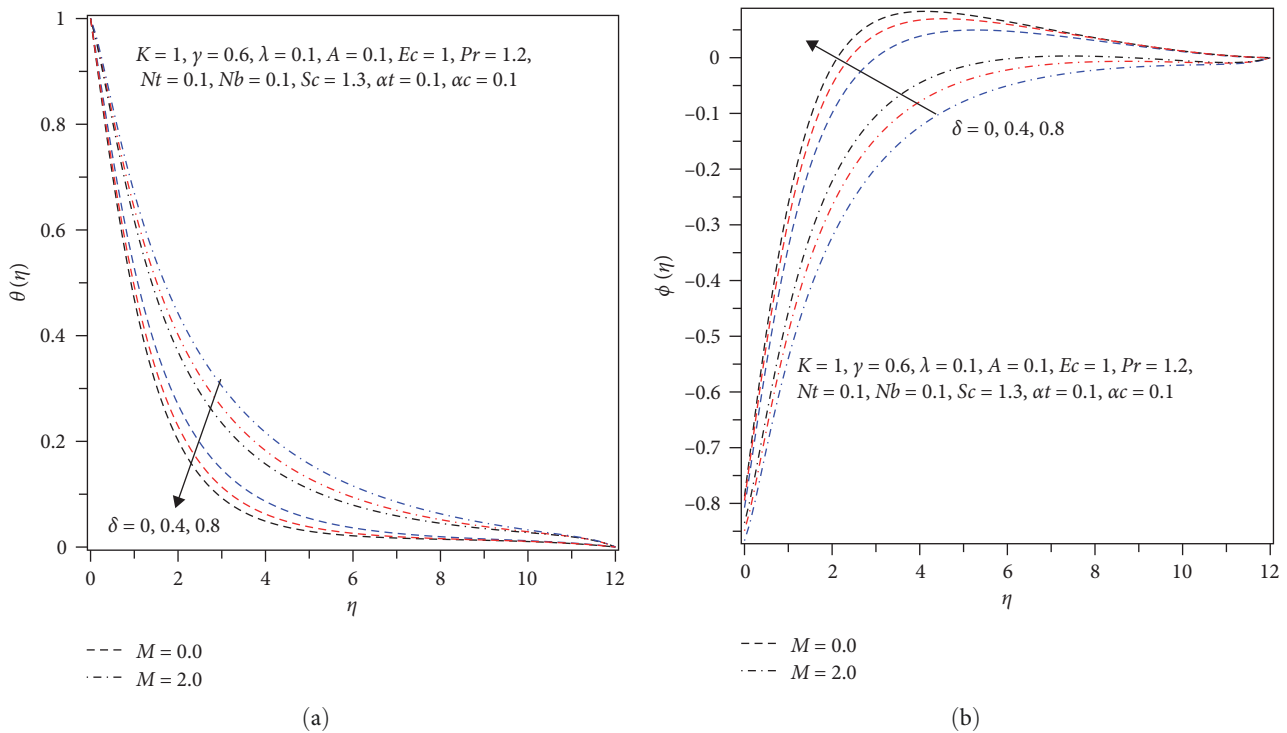 1
0.8
0.6
0.4
0.2
0
θ (η)
K = 1, γ = 0.6, λ = 0.1, A = 0.1, Ec = 1, Pr = 1.2,
Nt = 0.1, Nb = 0.1, Sc = 1.3, αt = 0.1, αc = 0.1
δ = 0, 0.4, 0.8
0 2 4 6 8 10 12
η
M = 0.0
M = 2.0
(a)
0
–0.1
–0.2
–0.3
–0.4
–0.5
–0.6
–0.7
–0.8
ϕ (η)
δ = 0, 0.4, 0.8
K = 1, γ = 0.6, λ = 0.1, A = 0.1, Ec = 1, Pr = 1.2,
Nt = 0.1, Nb = 0.1, Sc = 1.3, αt = 0.1, αc = 0.1
0 2 4 6 8 10 12
η
M = 0.0
M = 2.0
(b)